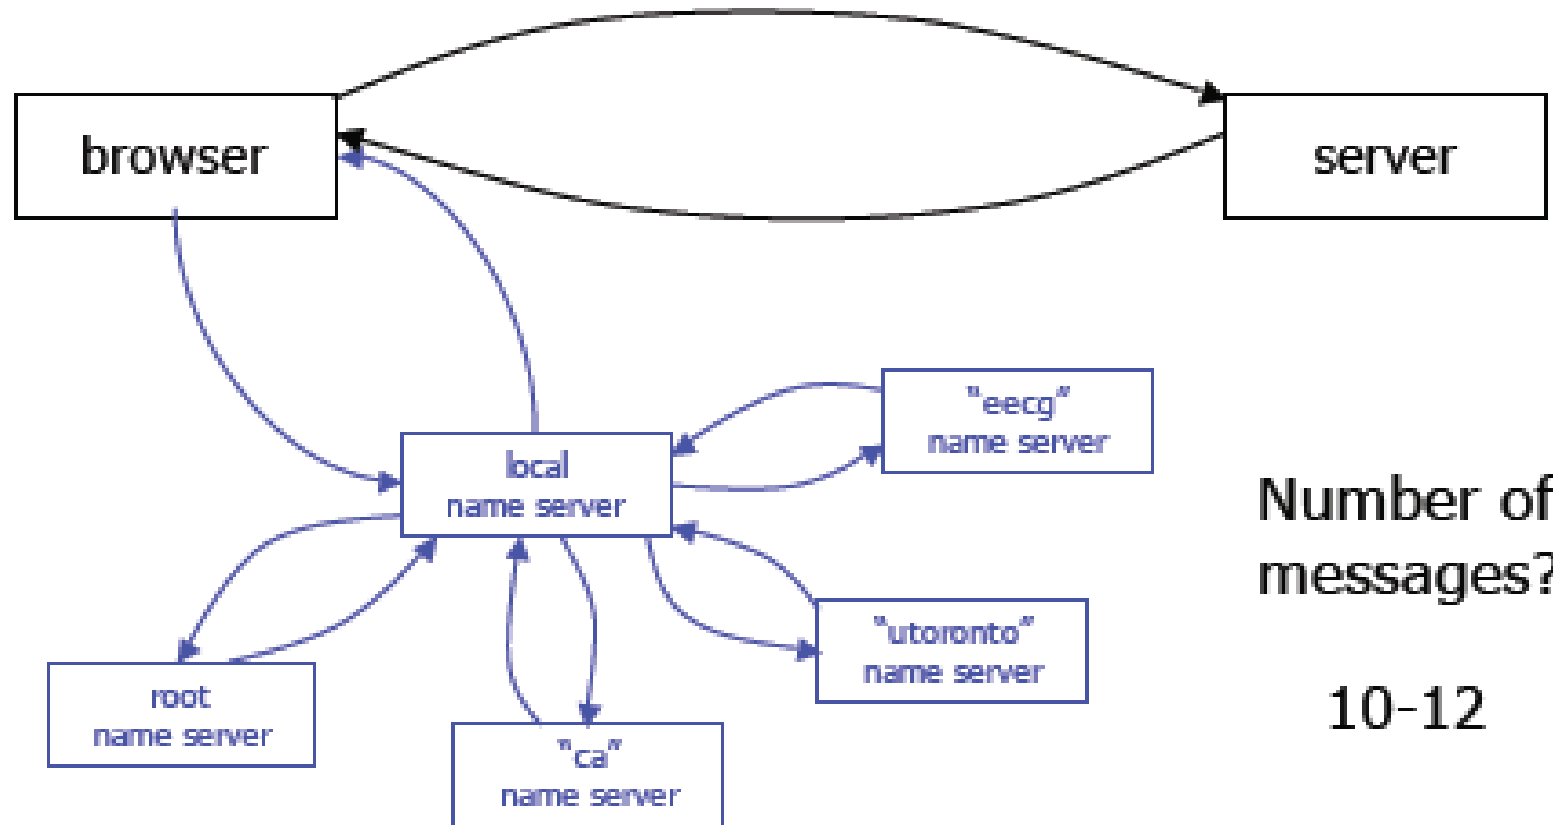 browser
server
"eecg"
name server
local
name server
Number of
messages?
"utoronto"
name server
root
name server
10-12
"ca"
name server